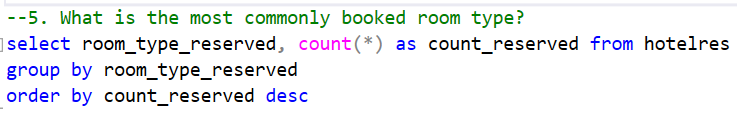 --5. What is the most commonly booked room type?
select room_type_reserved, count(*) as count_reserved from hotelres
group by room_type_reserved
order by count_reserved desc